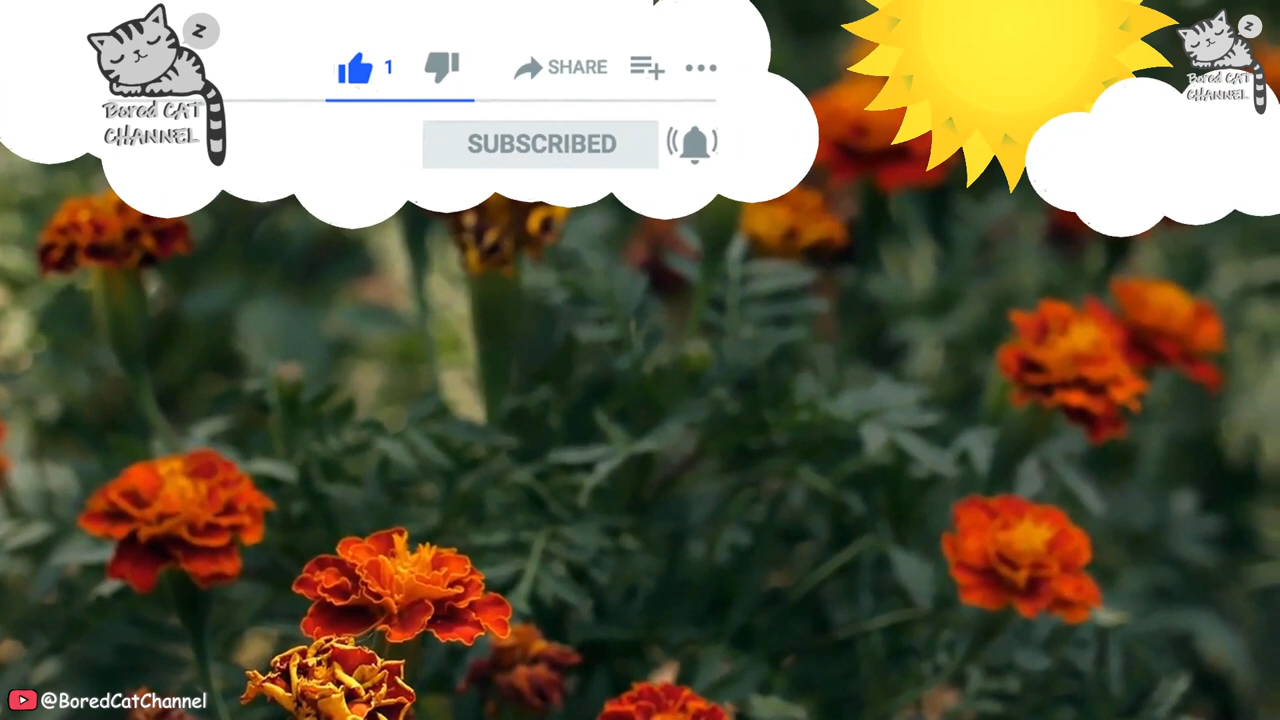 Z
Bored CAT
CHANNEL
1
SHARE
SUBSCRIBED
Z
Bored CAT
CHANNEL
@BoredCatChannel